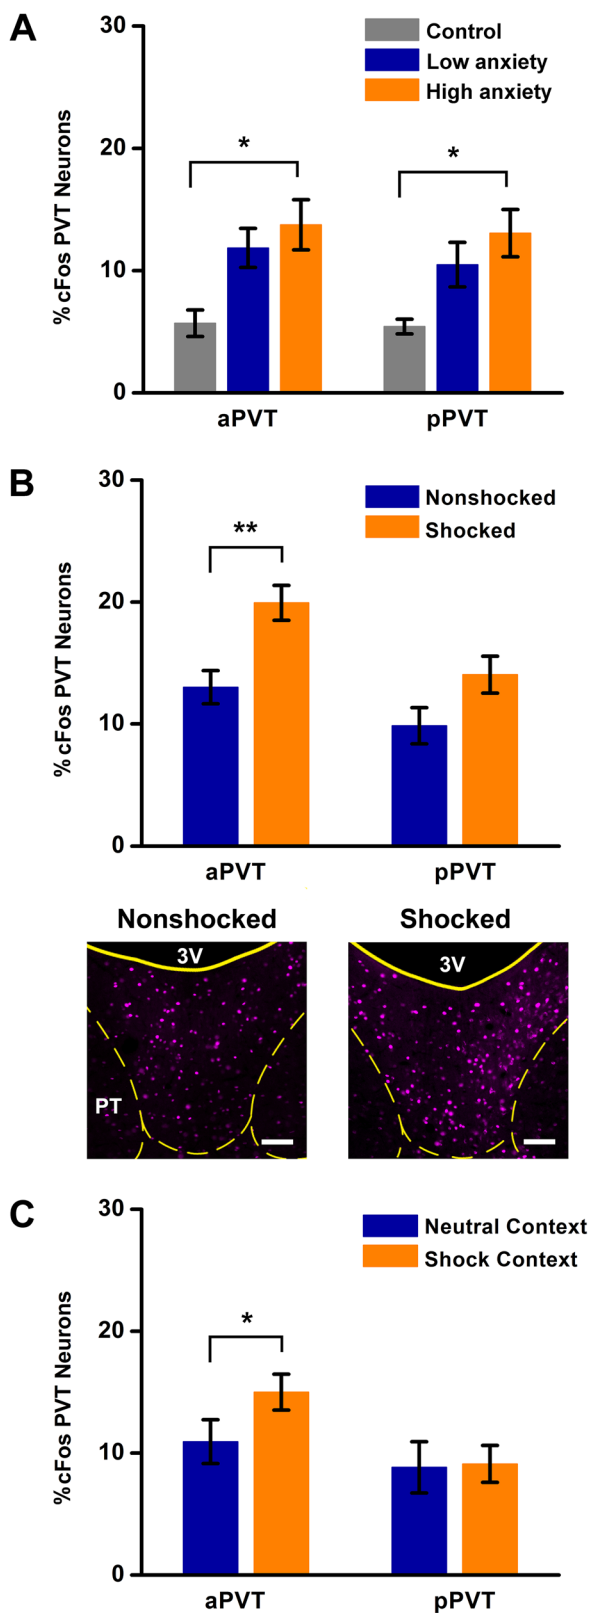 A
30
20
10
0
% cFos PVT Neurons
Control
Low anxiety
High anxiety
*
*
aPVT
pPVT
B
30
20
10
0
% cFos PVT Neurons
Nonshocked
Shocked
**
aPVT
pPVT
Nonshocked
Shocked
3V
PT
3V
C
30
20
10
0
%cFos PVT Neurons
Neutral Context
Shock Context
*
aPVT
pPVT